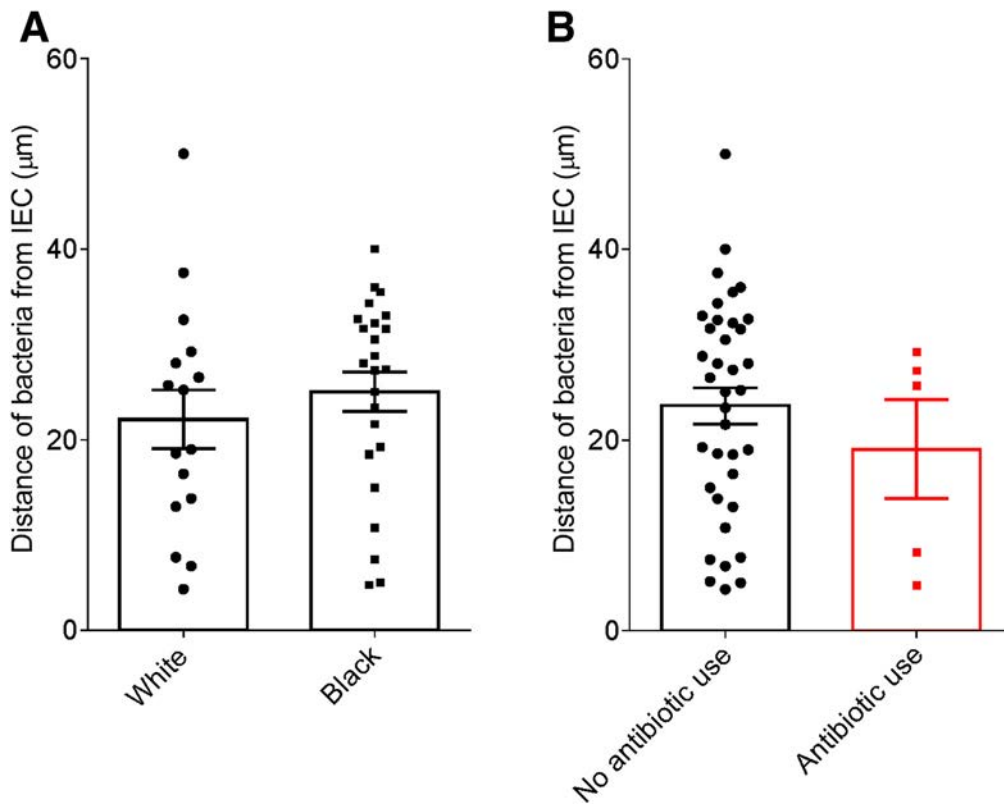 A
Distance of bacteria from IEC (μm)
60
40
20
0
White
Black
B
Distance of bacteria from IEC (μm)
60
40
20
0
No antibiotic use
Antibiotic use